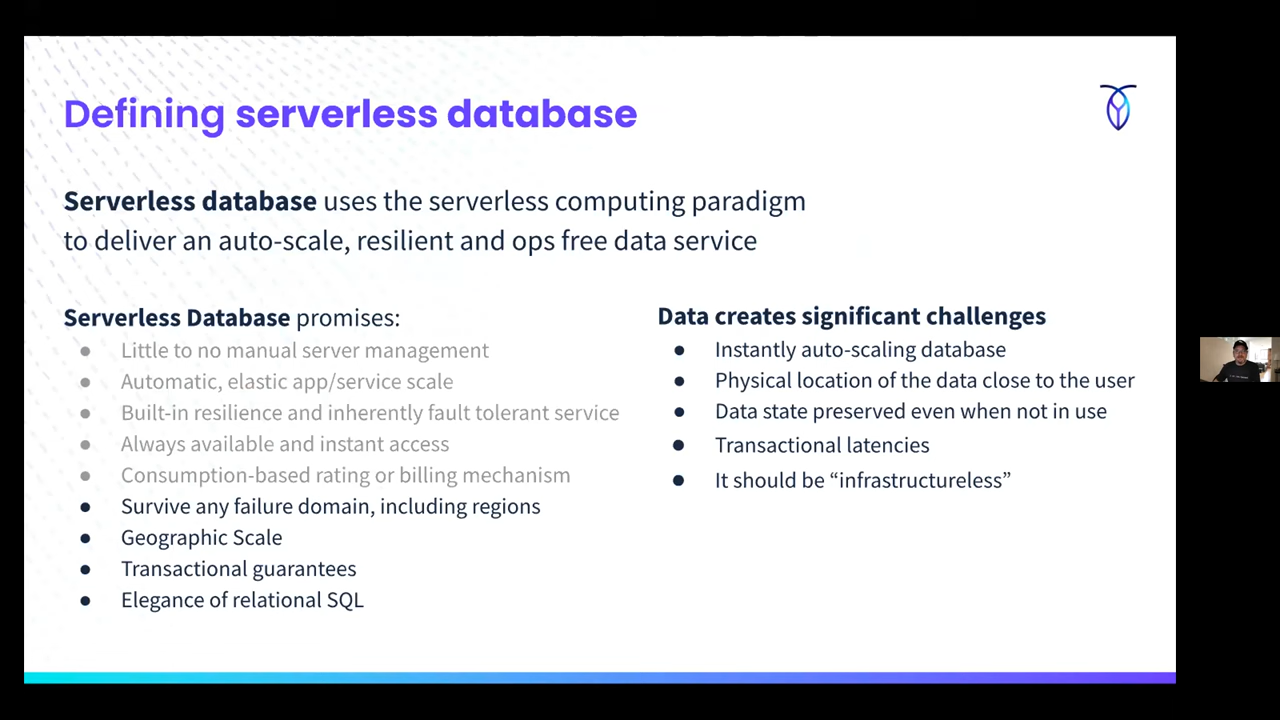 Defining serverless database
Serverless database uses the serverless computing paradigm
to deliver an auto-scale, resilient and ops free data service
Serverless Database promises:
● Little to no manual server management
● Automatic, elastic app/service scale
● Built-in resilience and inherently fault tolerant service
● Always available and instant access
● Consumption-based rating or billing mechanism
● Survive any failure domain, including regions
● Geographic Scale
● Transactional guarantees
● Elegance of relational SQL
Data creates significant challenges
● Instantly auto-scaling database
● Physical location of the data close to the user
● Data state preserved even when not in use
● Transactional latencies
● It should be “infrastructureless”